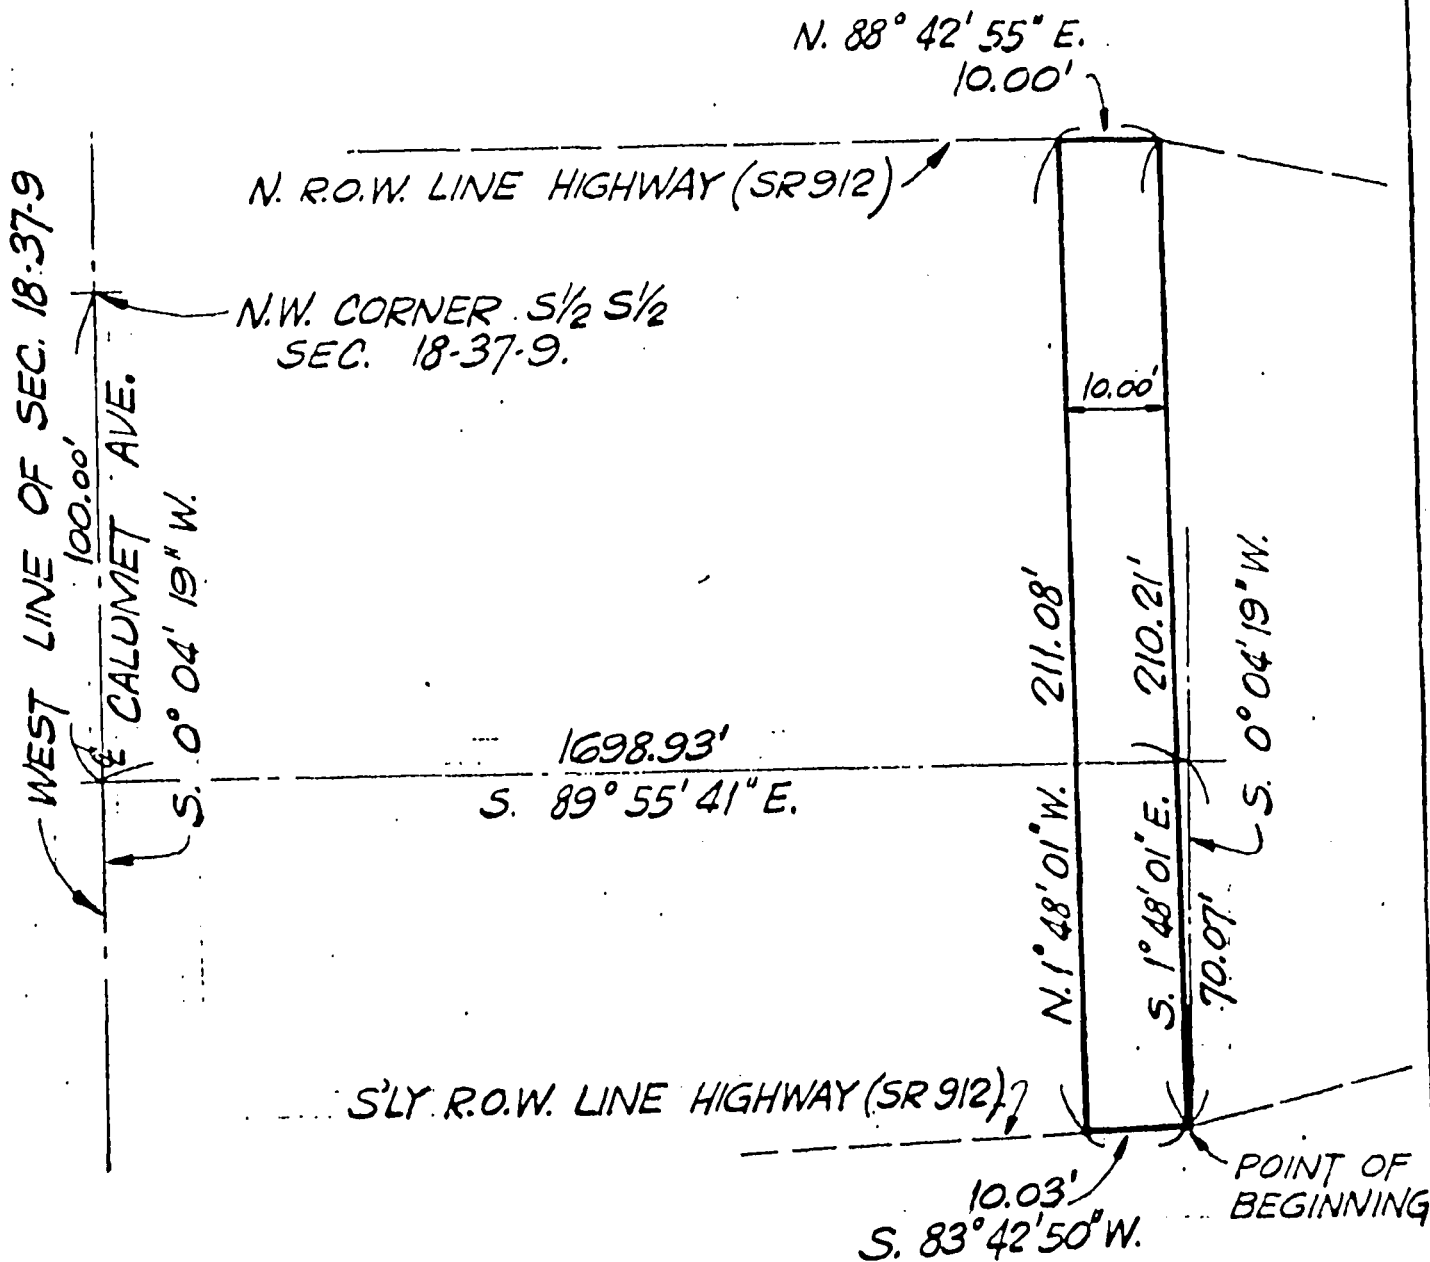 N. 88° 42' 55" E.
10.00'
N. R.O.W. LINE HIGHWAY (SR 912)
WEST LINE OF SEC. 18-37-9
N.W. CORNER S½ S½
SEC. 18-37-9.
100.00'
℄ CALUMET AVE.
S. 0° 04' 19" W.
10.00'
211.08'
N. 1° 48' 01" W.
210.21'
S. 1° 48' 01" E.
S. 0° 04' 19" W.
70.07'
1698.93'
S. 89° 55' 41" E.
S'LY R.O.W. LINE HIGHWAY (SR 912)
10.03'
S. 83° 42' 50" W.
POINT OF
BEGINNING